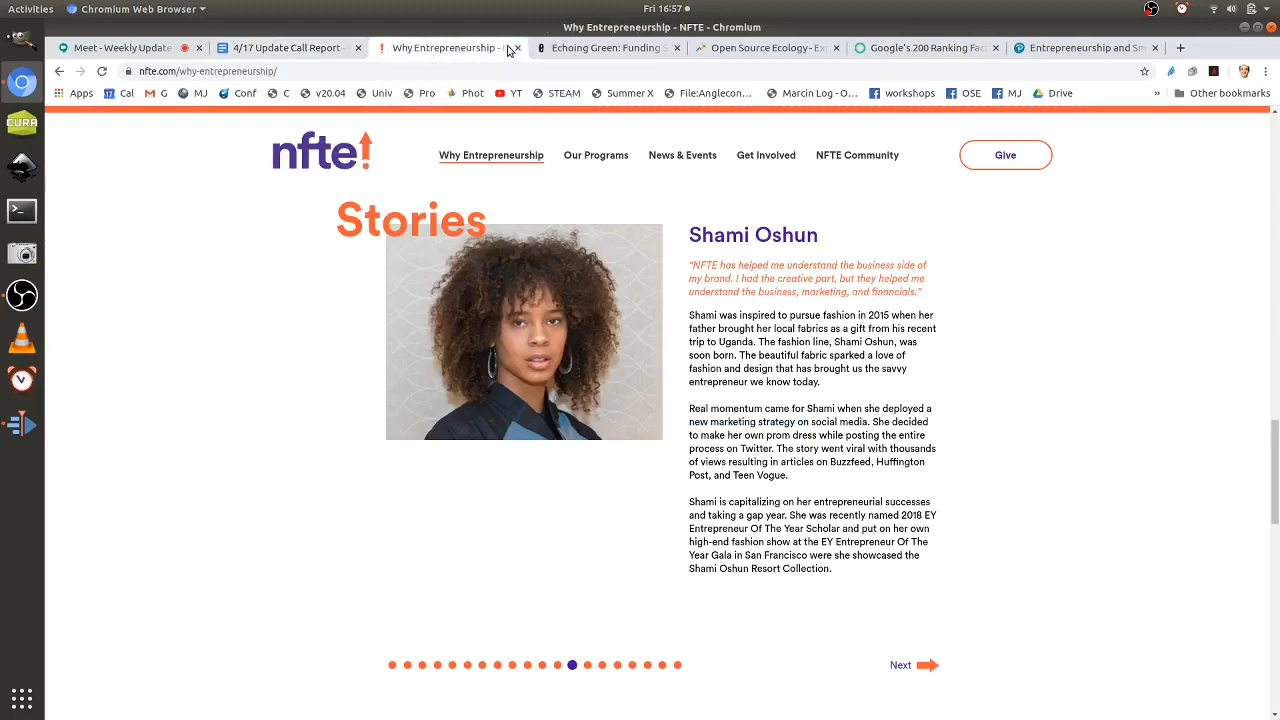 Activities Chromium Web Browser Fri 16:57
Why Entrepreneurship - NFTE - Chromium
Meet - Weekly Update 4/17 Update Call Report - Why Entrepreneurship - Echoing Green: Funding S Open Source Ecology - Ex Google's 200 Ranking Fac Entrepreneurship and Sm
nfte.com/why-entrepreneurship/
Apps Cal G MJ Conf C v20.04 Univ Pro Phot YT STEAM Summer X File:Anglecon... Marcin Log - O... workshops OSE MJ Drive » Other bookmarks
nfte!
Why Entrepreneurship Our Programs News & Events Get Involved NFTE Community Give
Stories
Shami Oshun
“NFTE has helped me understand the business side of
my brand. I had the creative part, but they helped me
understand the business, marketing, and financials.”
Shami was inspired to pursue fashion in 2015 when her
father brought her local fabrics as a gift from his recent
trip to Uganda. The fashion line, Shami Oshun, was
soon born. The beautiful fabric sparked a love of
fashion and design that has brought us the savvy
entrepreneur we know today.
Real momentum came for Shami when she deployed a
new marketing strategy on social media. She decided
to make her own prom dress while posting the entire
process on Twitter. The story went viral with thousands
of views resulting in articles on Buzzfeed, Huffington
Post, and Teen Vogue.
Shami is capitalizing on her entrepreneurial successes
and taking a gap year. She was recently named 2018 EY
Entrepreneur Of The Year Scholar and put on her own
high-end fashion show at the EY Entrepreneur Of The
Year Gala in San Francisco were she showcased the
Shami Oshun Resort Collection.
Next
CURA